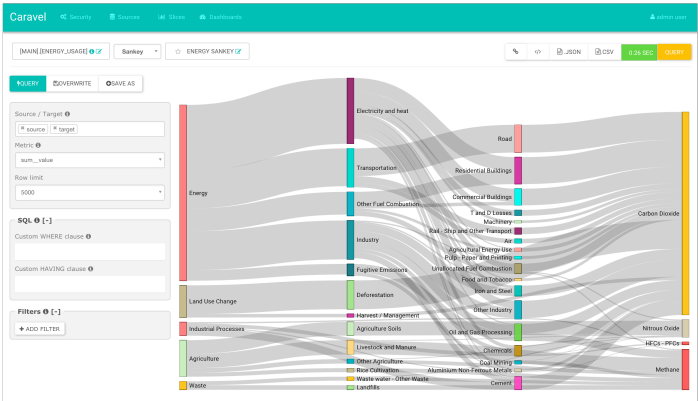 Caravel
Security
Sources
Slices
Dashboards
admin user
[MAIN].[ENERGY_USAGE]
Sankey
ENERGY SANKEY
</>
.JSON
.CSV
0.26 SEC
QUERY
QUERY
OVERWRITE
SAVE AS
Source / Target
× source × target
Metric
sum__value
Row limit
5000
SQL [-]
Custom WHERE clause
Custom HAVING clause
Filters [-]
+ ADD FILTER
Energy
Land Use Change
Industrial Processes
Agriculture
Waste
Electricity and heat
Transportation
Other Fuel Combustion
Industry
Fugitive Emissions
Deforestation
Harvest / Management
Agriculture Soils
Livestock and Manure
Other Agriculture
Rice Cultivation
Waste water - Other Waste
Landfills
Road
Residential Buildings
Commercial Buildings
T and D Losses
Machinery
Rail - Ship and Other Transport
Air
Agricultural Energy Use
Pulp - Paper and Printing
Unallocated Fuel Combustion
Food and Tobacco
Iron and Steel
Other Industry
Oil and Gas Processing
Chemicals
Coal Mining
Aluminium Non-Ferrous Metals
Cement
Carbon Dioxide
Nitrous Oxide
HFCs - PFCs
Methane